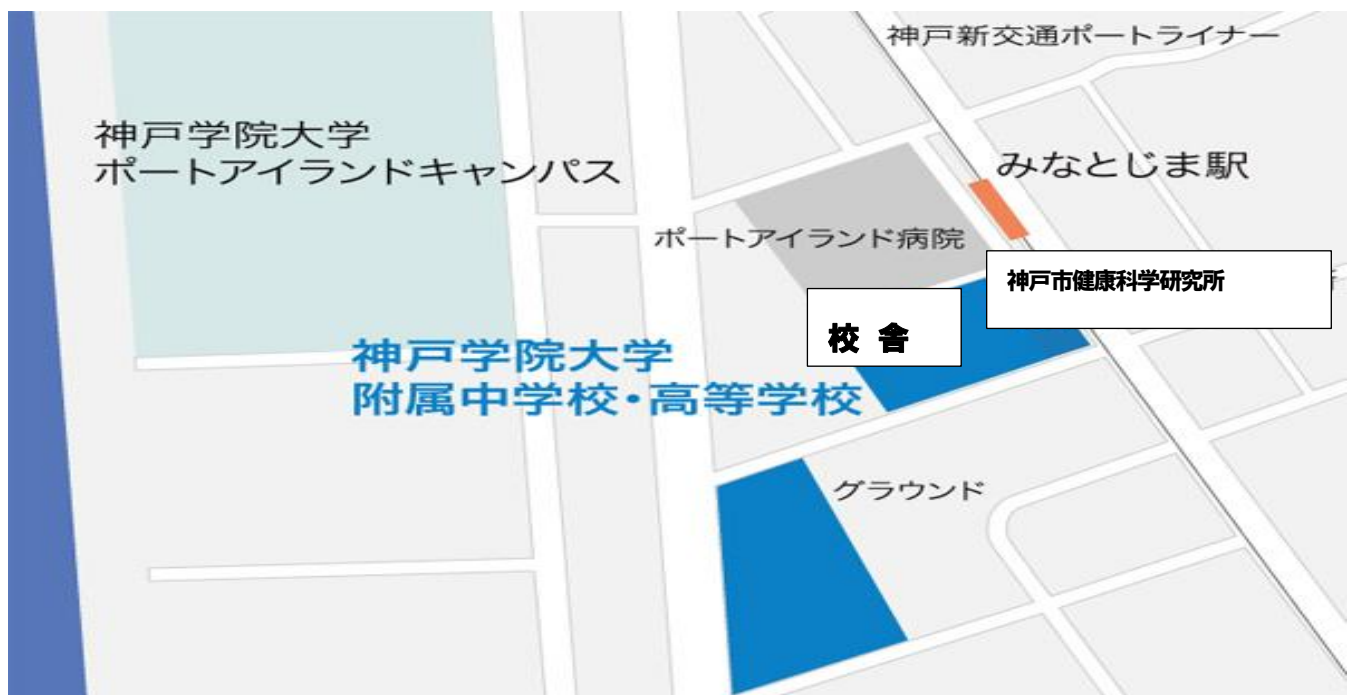 神戸新交通ポートライナー
神戸学院大学
ポートアイランドキャンパス
みなとじま駅
ポートアイランド病院
神戸市健康科学研究所
校 舎
神戸学院大学
附属中学校・高等学校
グラウンド